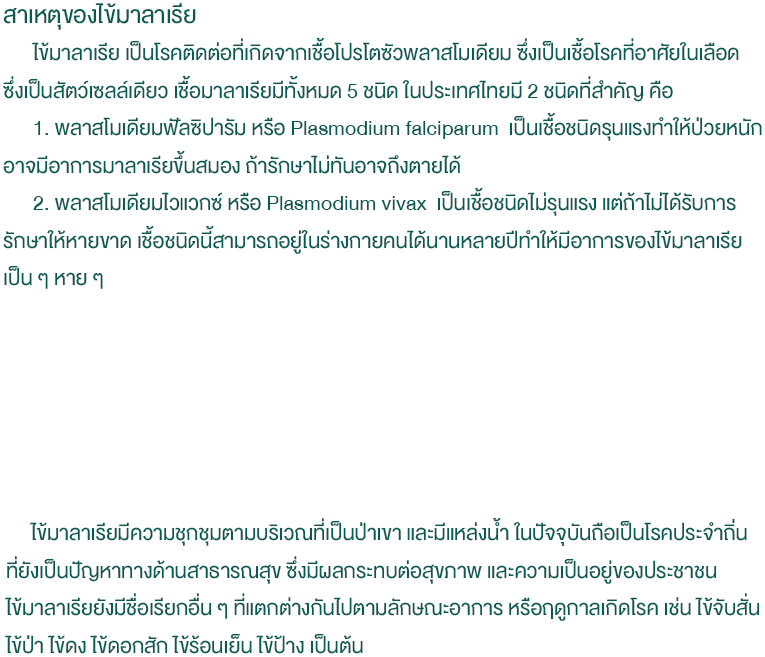 สาเหตุของไข้มาลาเรีย
ไข้มาลาเรีย เป็นโรคติดต่อที่เกิดจากเชื้อโปรโตซัวพลาสโมเดียม ซึ่งเป็นเชื้อโรคที่อาศัยในเลือด
ซึ่งเป็นสัตว์เซลล์เดียว เชื้อมาลาเรียมีทั้งหมด 5 ชนิด ในประเทศไทยมี 2 ชนิดที่สำคัญ คือ
1. พลาสโมเดียมฟัลซิปารัม หรือ Plasmodium falciparum เป็นเชื้อชนิดรุนแรงทำให้ป่วยหนัก
อาจมีอาการมาลาเรียขึ้นสมอง ถ้ารักษาไม่ทันอาจถึงตายได้
2. พลาสโมเดียมไวแวกซ์ หรือ Plasmodium vivax เป็นเชื้อชนิดไม่รุนแรง แต่ถ้าไม่ได้รับการ
รักษาให้หายขาด เชื้อชนิดนี้สามารถอยู่ในร่างกายคนได้นานหลายปีทำให้มีอาการของไข้มาลาเรีย
เป็น ๆ หาย ๆ
ไข้มาลาเรียมีความชุกชุมตามบริเวณที่เป็นป่าเขา และมีแหล่งน้ำ ในปัจจุบันถือเป็นโรคประจำถิ่น
ที่ยังเป็นปัญหาทางด้านสาธารณสุข ซึ่งมีผลกระทบต่อสุขภาพ และความเป็นอยู่ของประชาชน
ไข้มาลาเรียยังมีชื่อเรียกอื่น ๆ ที่แตกต่างกันไปตามลักษณะอาการ หรือฤดูกาลเกิดโรค เช่น ไข้จับสั่น
ไข้ป่า ไข้ดง ไข้ดอกสัก ไข้ร้อนเย็น ไข้ป้าง เป็นต้น